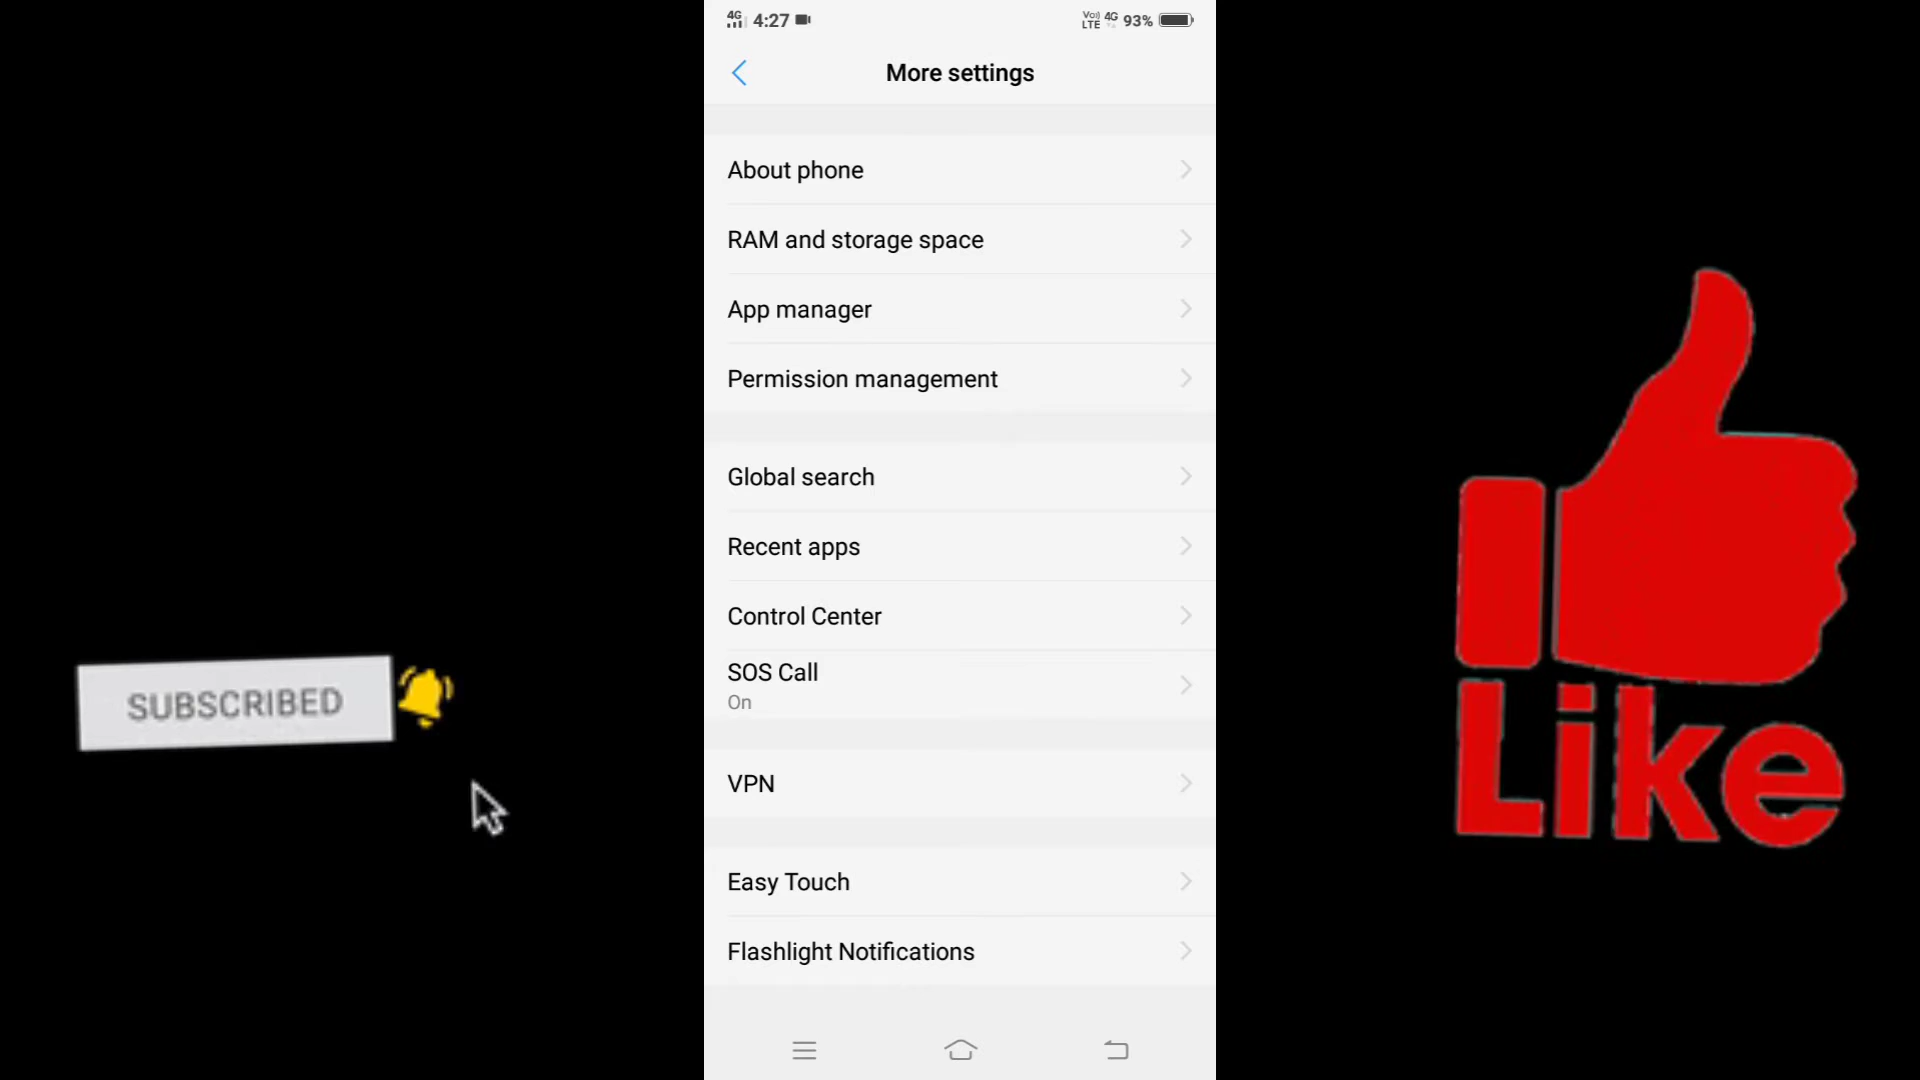 4G 4:27 Vo)) LTE 4G 93%
More settings
About phone
RAM and storage space
App manager
Permission management
Global search
Recent apps
Control Center
SOS Call
On
VPN
Easy Touch
Flashlight Notifications
SUBSCRIBED
Like